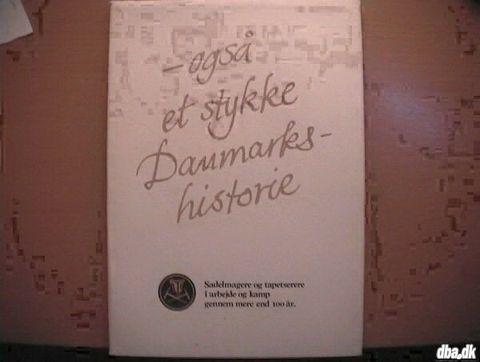 – også
et stykke
Danmarks-
historie
Sadelmagere og tapetserere
i arbejde og kamp
gennem mere end 100 år.
dba.dk